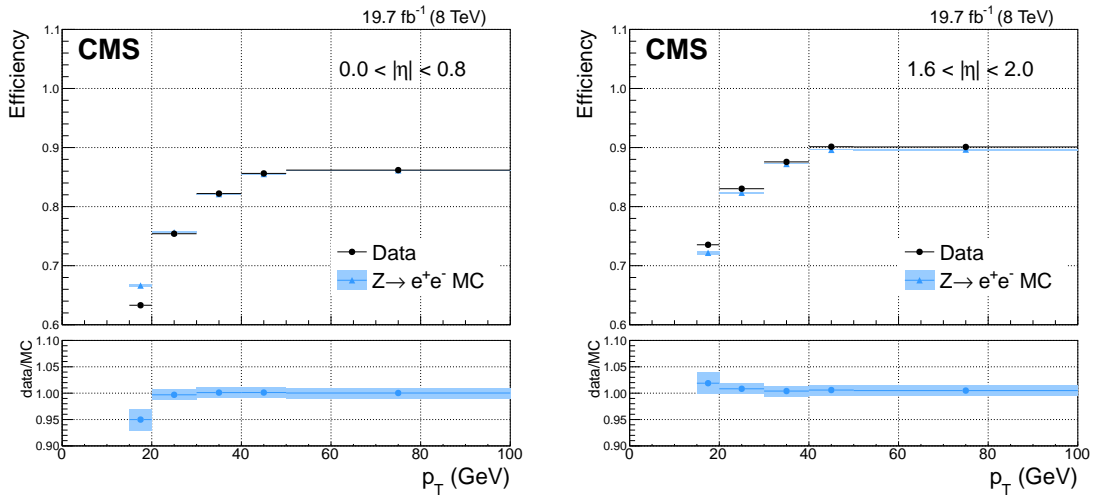 19.7 fb⁻¹ (8 TeV)
CMS
0.0 < |η| < 0.8
Efficiency
1.1
1.0
0.9
0.8
0.7
0.6
Data
Z→ e⁺e⁻ MC
data/MC
1.10
1.05
1.00
0.95
0.90
0 20 40 60 80 100
p_T (GeV)
19.7 fb⁻¹ (8 TeV)
CMS
1.6 < |η| < 2.0
Efficiency
1.1
1.0
0.9
0.8
0.7
0.6
Data
Z→ e⁺e⁻ MC
data/MC
1.10
1.05
1.00
0.95
0.90
0 20 40 60 80 100
p_T (GeV)